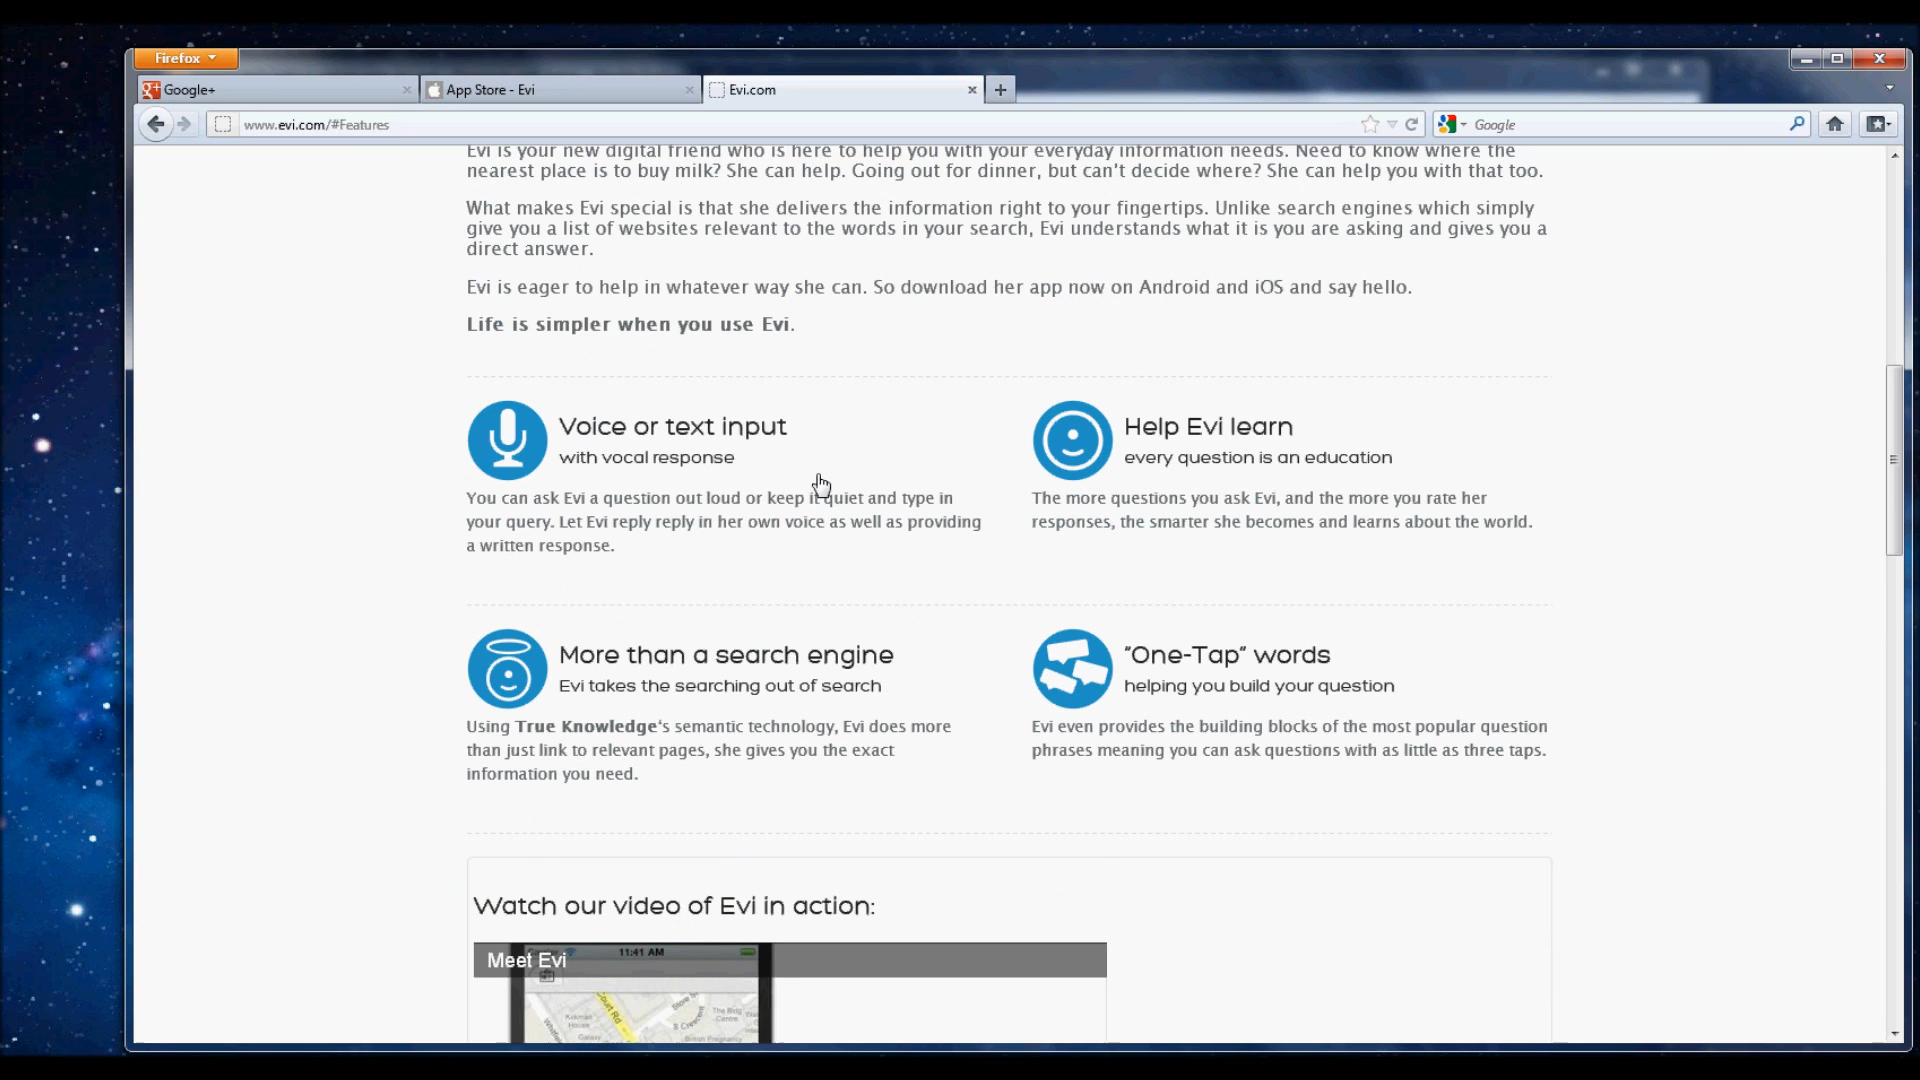 Firefox
Google+
App Store - Evi
Evi.com
www.evi.com/#Features
Google
Evi is your new digital friend who is here to help you with your everyday information needs. Need to know where the
nearest place is to buy milk? She can help. Going out for dinner, but can't decide where? She can help you with that too.
What makes Evi special is that she delivers the information right to your fingertips. Unlike search engines which simply
give you a list of websites relevant to the words in your search, Evi understands what it is you are asking and gives you a
direct answer.
Evi is eager to help in whatever way she can. So download her app now on Android and iOS and say hello.
Life is simpler when you use Evi.
Voice or text input
with vocal response
You can ask Evi a question out loud or keep it quiet and type in
your query. Let Evi reply reply in her own voice as well as providing
a written response.
Help Evi learn
every question is an education
The more questions you ask Evi, and the more you rate her
responses, the smarter she becomes and learns about the world.
More than a search engine
Evi takes the searching out of search
Using True Knowledge's semantic technology, Evi does more
than just link to relevant pages, she gives you the exact
information you need.
"One-Tap" words
helping you build your question
Evi even provides the building blocks of the most popular question
phrases meaning you can ask questions with as little as three taps.
Watch our video of Evi in action:
11:41 AM
Meet Evi
Court Rd
Store
S Crescent
The Bldg
Centre
Kirkman
House
Galaxy
British Pregnancy